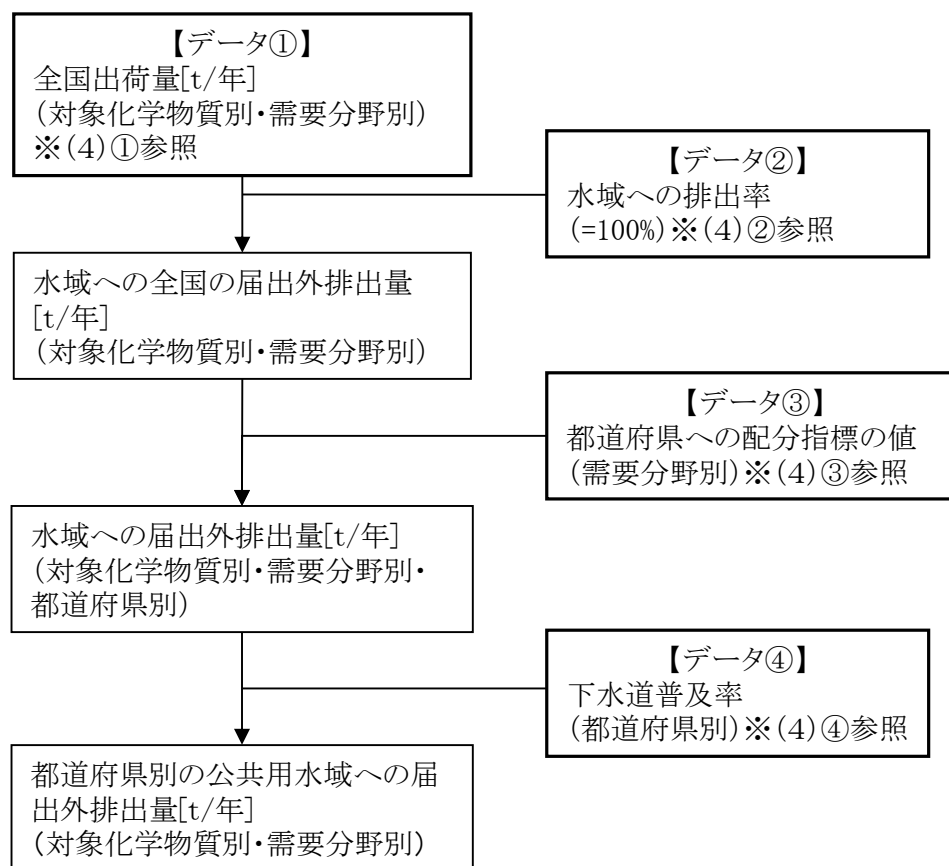 【データ①】
全国出荷量[t/年]
(対象化学物質別・需要分野別)
※(4)①参照
【データ②】
水域への排出率
(=100%)※(4)②参照
水域への全国の届出外排出量
[t/年]
(対象化学物質別・需要分野別)
【データ③】
都道府県への配分指標の値
(需要分野別)※(4)③参照
水域への届出外排出量[t/年]
(対象化学物質別・需要分野別・
都道府県別)
【データ④】
下水道普及率
(都道府県別)※(4)④参照
都道府県別の公共用水域への届
出外排出量[t/年]
(対象化学物質別・需要分野別)